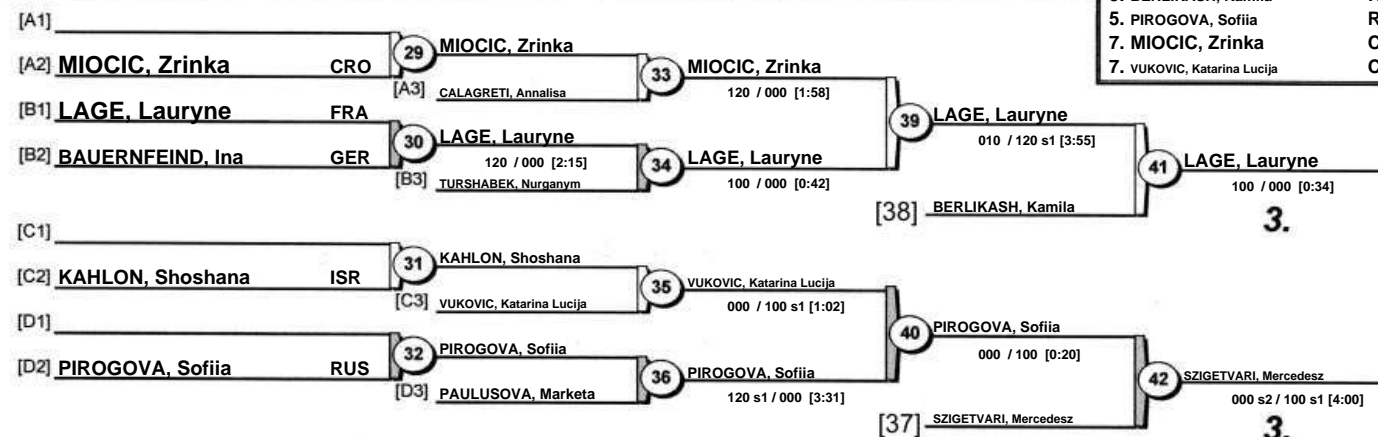 5. PIROGOVA, Sofiia R
7. MIOCIC, Zrinka C
7. VUKOVIC, Katarina Lucija C
[A1]
[A2] MIOCIC, Zrinka CRO
29 MIOCIC, Zrinka
[A3] CALAGRETI, Annalisa
33 MIOCIC, Zrinka
120 / 000 [1:58]
[B1] LAGE, Lauryne FRA
[B2] BAUERNFEIND, Ina GER
30 LAGE, Lauryne
120 / 000 [2:15]
[B3] TURSHABEK, Nurganym
34 LAGE, Lauryne
100 / 000 [0:42]
39 LAGE, Lauryne
010 / 120 s1 [3:55]
[38] BERLIKASH, Kamila
41 LAGE, Lauryne
100 / 000 [0:34]
3.
[C1]
[C2] KAHLON, Shoshana ISR
31 KAHLON, Shoshana
[C3] VUKOVIC, Katarina Lucija
35 VUKOVIC, Katarina Lucija
000 / 100 s1 [1:02]
[D1]
[D2] PIROGOVA, Sofiia RUS
32 PIROGOVA, Sofiia
[D3] PAULUSOVA, Marketa
36 PIROGOVA, Sofiia
120 s1 / 000 [3:31]
40 PIROGOVA, Sofiia
000 / 100 [0:20]
[37] SZIGETVARI, Mercedesz
42 SZIGETVARI, Mercedesz
000 s2 / 100 s1 [4:00]
3.